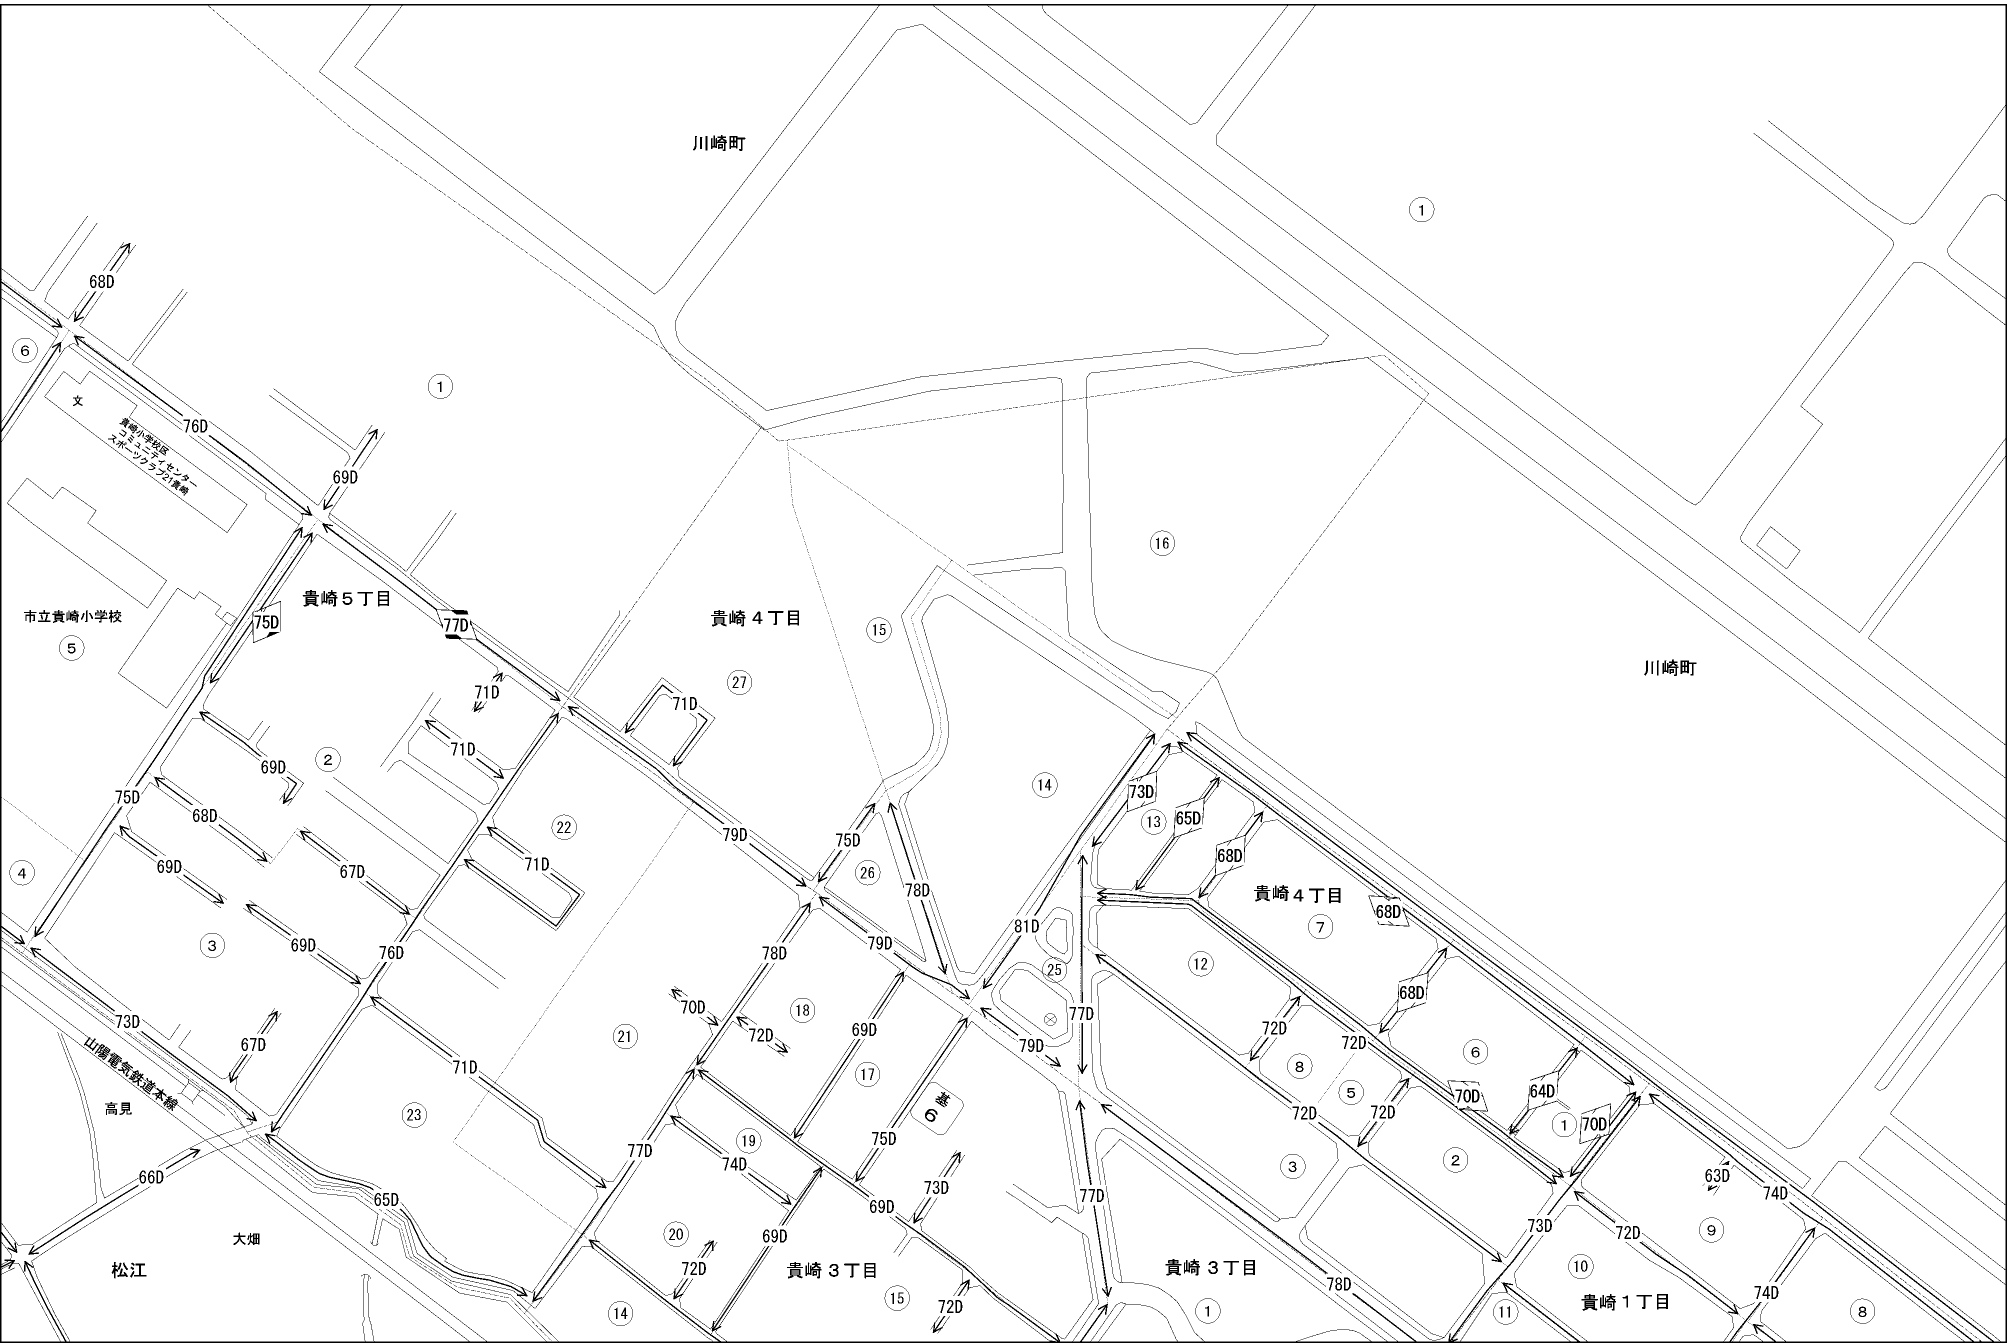 川崎町
1
68D
6
1
文
76D
貴崎小学校区
コミュニティセンター
スポーツクラブ21貴崎
69D
16
貴崎5丁目
市立貴崎小学校
75D
77D
貴崎4丁目
15
5
川崎町
27
71D
71D
71D
2
69D
14
73D
75D
68D
22
79D
65D
13
75D
71D
68D
69D
67D
26
4
78D
貴崎4丁目
68D
7
81D
3
69D
79D
76D
78D
12
25
68D
70D
18
77D
73D
72D
69D
72D
72D
67D
21
79D
6
山陽電気鉄道本線
71D
17
8
5
64D
70D
高見
23
基
6
72D
72D
1
70D
19
75D
77D
74D
3
2
66D
73D
63D
65D
77D
74D
69D
73D
72D
9
大畑
20
69D
松江
72D
貴崎3丁目
貴崎3丁目
10
78D
15
72D
貴崎1丁目
74D
14
1
11
8